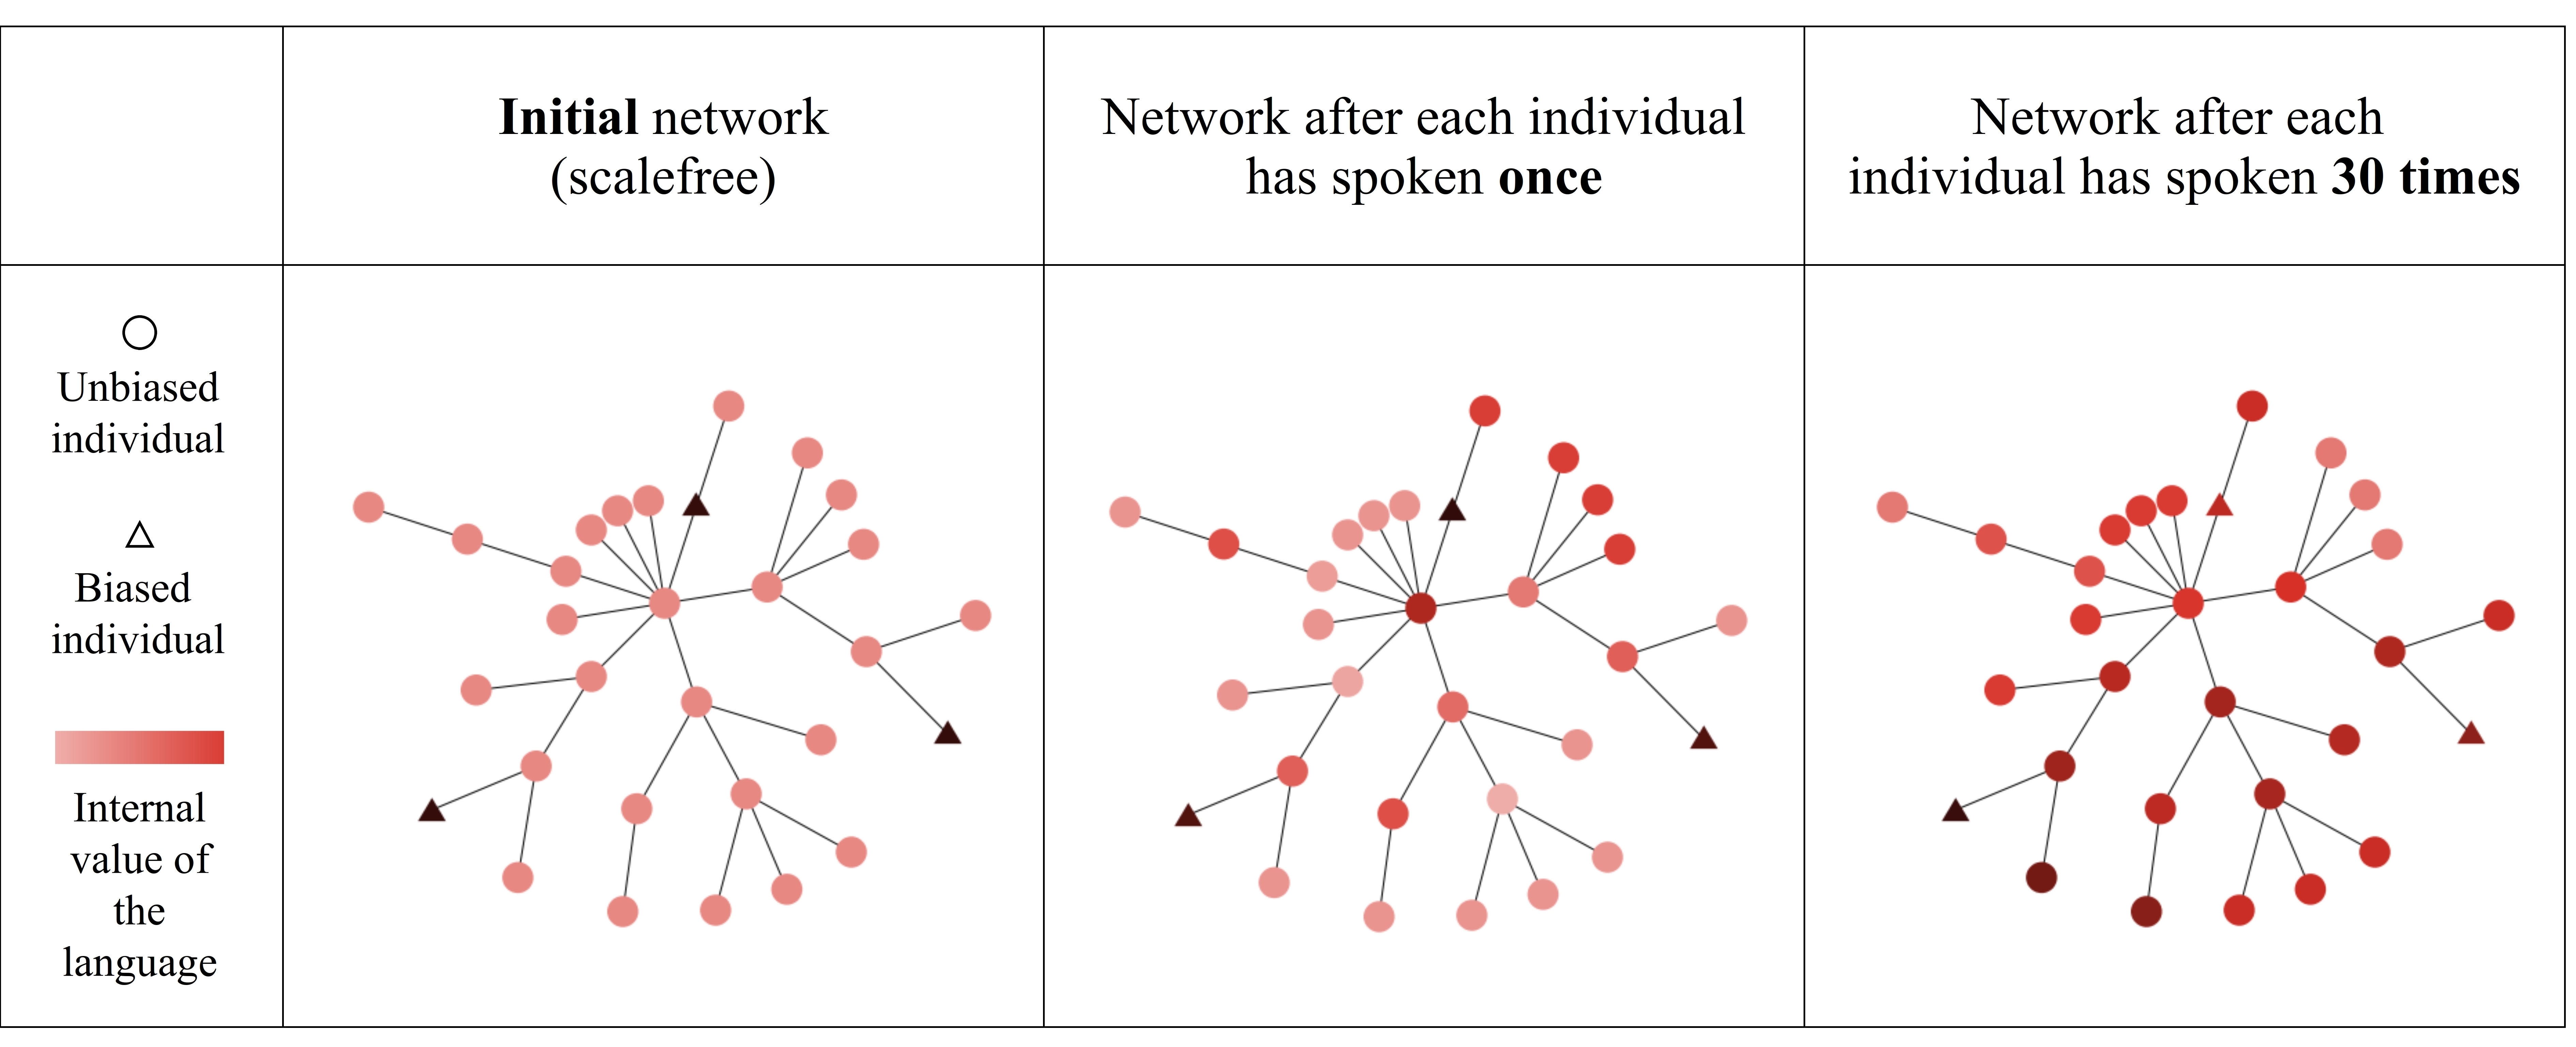 Initial network
(scalefree)
Network after each individual
has spoken once
Network after each
individual has spoken 30 times
Unbiased
individual
Biased
individual
Internal
value of
the
language